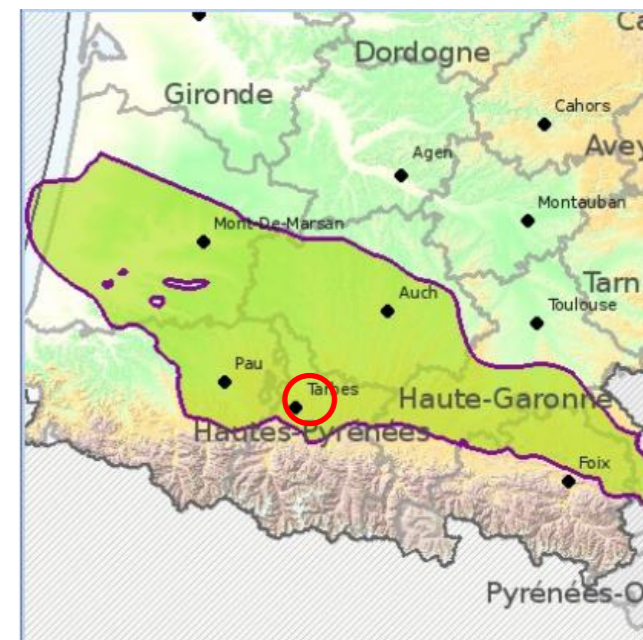 Ca
Dordogne
Gironde
Cahors
Avey
Agen
Montauban
Mont-De-Marsan
Tarn
Auch
Toulouse
Pau
Tarbes
Haute-Garonne
Hautes-Pyrénées
Foix
Pyrénées-O